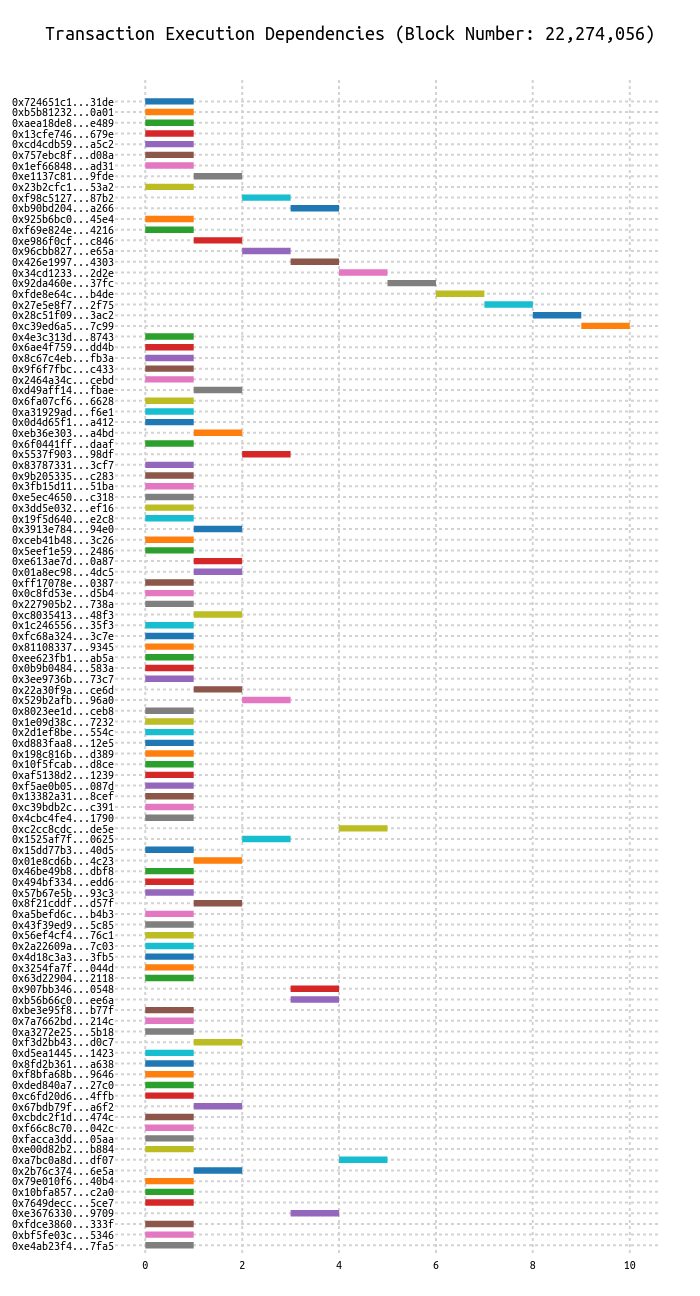 Transaction Execution Dependencies (Block Number: 22,274,056)
0x724651c1...31de
0xb5b81232...0a01
0xaea18de8...e489
0x13cfe746...679e
0xcd4cdb59...a5c2
0x757ebc8f...d08a
0x1ef66848...ad31
0xe1137c81...9fde
0x23b2cfc1...53a2
0xf98c5127...87b2
0xb90bd204...a266
0x925b6bc0...45e4
0xf69e824e...4216
0xe986f0cf...c846
0x96cbb827...e65a
0x426e1997...4303
0x34cd1233...2d2e
0x92da460e...37fc
0xfde8e64c...b4de
0x27e5e8f7...2f75
0x28c51f09...3ac2
0xc39ed6a5...7c99
0x4e3c313d...8743
0x6ae4f759...dd4b
0x8c67c4eb...fb3a
0x9f6f7fbc...c433
0x2464a34c...cebd
0xd49aff14...fbae
0x6fa07cf6...6628
0xa31929ad...f6e1
0x0d4d65f1...a412
0xeb36e303...a4bd
0x6f0441ff...daaf
0x5537f903...98df
0x83787331...3cf7
0x9b205335...c283
0x3fb15d11...51ba
0xe5ec4650...c318
0x3dd5e032...ef16
0x19f5d640...e2c8
0x3913e784...94e0
0xceb41b48...3c26
0x5eef1e59...2486
0xe613ae7d...0a87
0x01a8ec98...4dc5
0xff17078e...0387
0x0c8fd53e...d5b4
0x227905b2...738a
0xc8035413...48f3
0x1c246556...35f3
0xfc68a324...3c7e
0x81108337...9345
0xee623fb1...ab5a
0x0b9b0484...583a
0x3ee9736b...73c7
0x22a30f9a...ce6d
0x529b2afb...96a0
0x8023ee1d...ceb8
0x1e09d38c...7232
0x2d1ef8be...554c
0xd883faa8...12e5
0x198c816b...d389
0x10f5fcab...d8ce
0xaf5138d2...1239
0xf5ae0b05...087d
0x13382a31...8cef
0xc39bdb2c...c391
0x4cbc4fe4...1790
0xc2cc8cdc...de5e
0x1525af7f...0625
0x15dd77b3...40d5
0x01e8cd6b...4c23
0x46be49b8...dbf8
0x494bf334...edd6
0x57b67e5b...93c3
0x8f21cddf...d57f
0xa5befd6c...b4b3
0x43f39ed9...5c85
0x56ef4cf4...76c1
0x2a22609a...7c03
0x4d18c3a3...3fb5
0x3254fa7f...044d
0x63d22904...2118
0x907bb346...0548
0xb56b66c0...ee6a
0xbe3e95f8...b77f
0x7a7662bd...214c
0xa3272e25...5b18
0xf3d2bb43...d0c7
0xd5ea1445...1423
0x8fd2b361...a638
0xf8bfa68b...9646
0xded840a7...27c0
0xc6fd20d6...4ffb
0x67bdb79f...a6f2
0xcbdc2f1d...474c
0xf66c8c70...042c
0xfacca3dd...05aa
0xe00d82b2...b884
0xa7bc0a8d...df07
0x2b76c374...6e5a
0x79e010f6...40b4
0x10bfa857...c2a0
0x7649decc...5ce7
0xe3676330...9709
0xfdce3860...333f
0xbf5fe03c...5346
0xe4ab23f4...7fa5
0 2 4 6 8 10